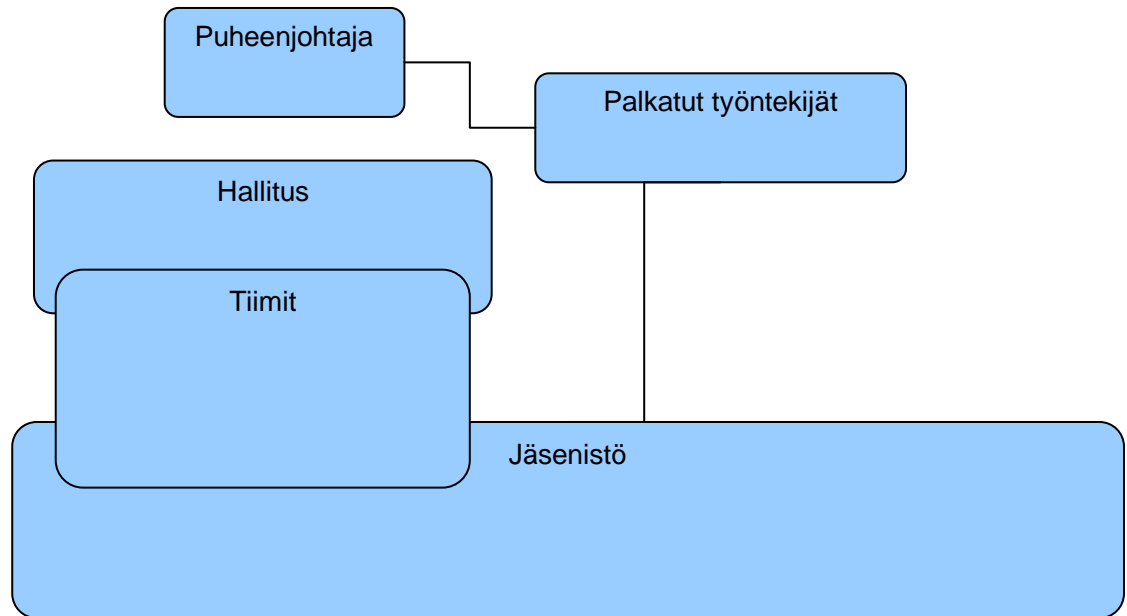 Puheenjohtaja
Palkatut työntekijät
Hallitus
Tiimit
Jäsenistö